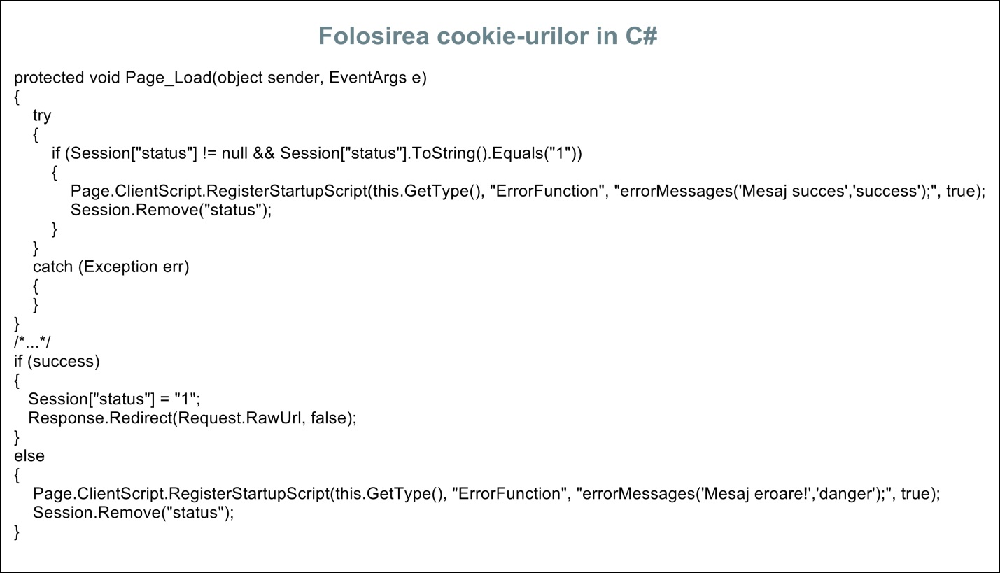 Folosirea cookie-urilor in C#
protected void Page_Load(object sender, EventArgs e)
{
    try
    {
        if (Session["status"] != null && Session["status"].ToString().Equals("1"))
        {
            Page.ClientScript.RegisterStartupScript(this.GetType(), "ErrorFunction", "errorMessages('Mesaj succes','success');", true);
            Session.Remove("status");
        }
    }
    catch (Exception err)
    {
    }
}
/*...*/
if (success)
{
   Session["status"] = "1";
   Response.Redirect(Request.RawUrl, false);
}
else
{
    Page.ClientScript.RegisterStartupScript(this.GetType(), "ErrorFunction", "errorMessages('Mesaj eroare!','danger');", true);
    Session.Remove("status");
}